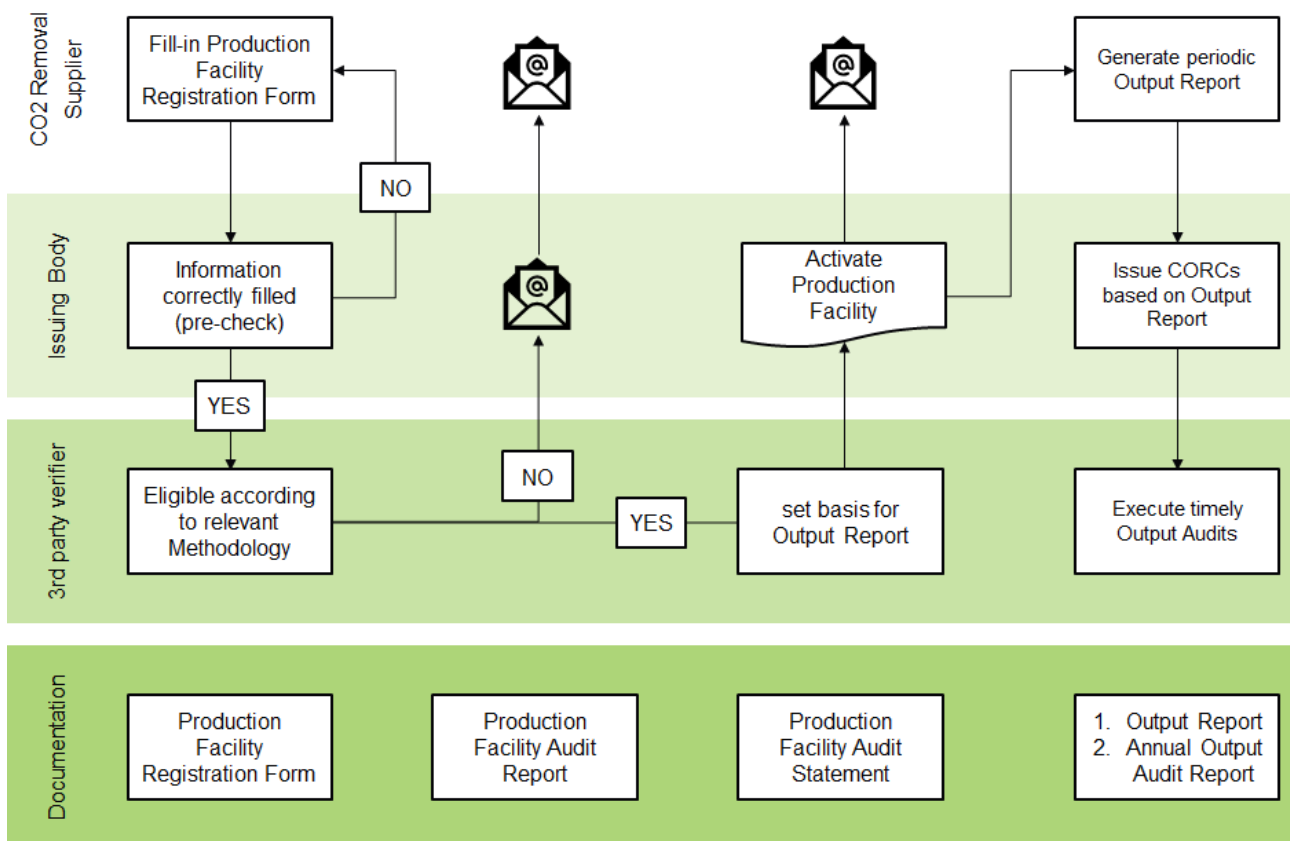 CO2 Removal
Supplier
Fill-in Production
Facility
Registration Form
@
@
Generate periodic
Output Report
NO
Issuing Body
Information
correctly filled
(pre-check)
@
Activate
Production
Facility
Issue CORCs
based on Output
Report
YES
3rd party verifier
Eligible according
to relevant
Methodology
NO
YES
set basis for
Output Report
Execute timely
Output Audits
Documentation
Production
Facility
Registration Form
Production
Facility Audit
Report
Production
Facility Audit
Statement
1. Output Report
2. Annual Output
Audit Report